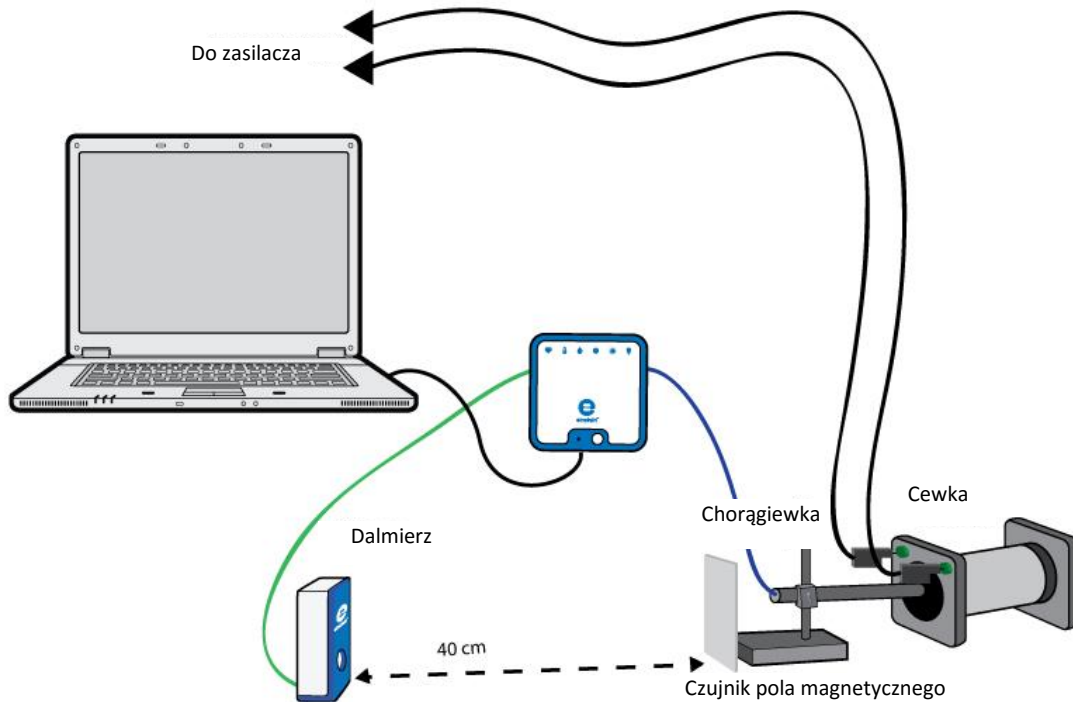 Do zasilacza
Cewka
Chorągiewka
Dalmierz
40 cm
Czujnik pola magnetycznego